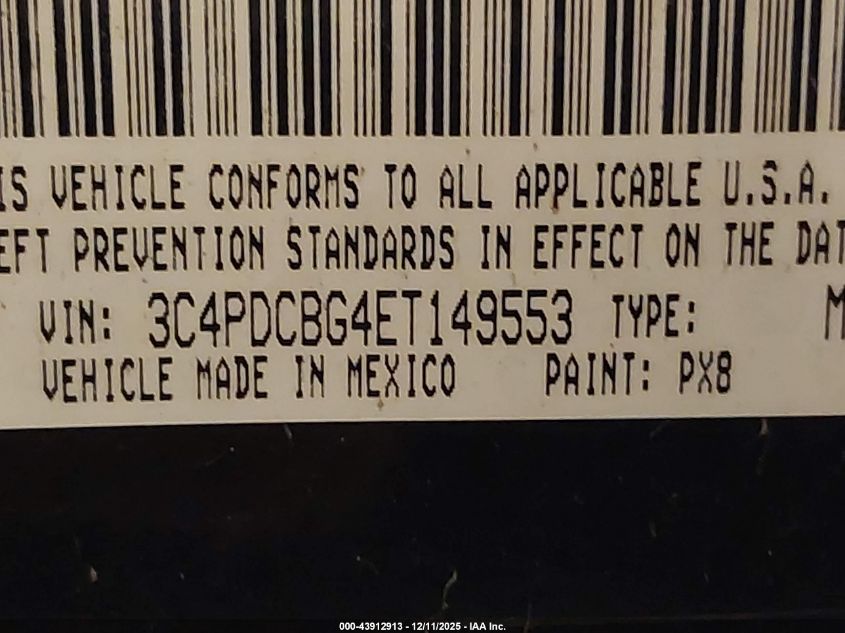 IS VEHICLE CONFORMS TO ALL APPLICABLE U.S.A.
EFT PREVENTION STANDARDS IN EFFECT ON THE DAT
VIN: 3C4PDCBG4ET149553 TYPE: M
VEHICLE MADE IN MEXICO PAINT: PX8
000-43912913 - 12/11/2025 - IAA Inc.